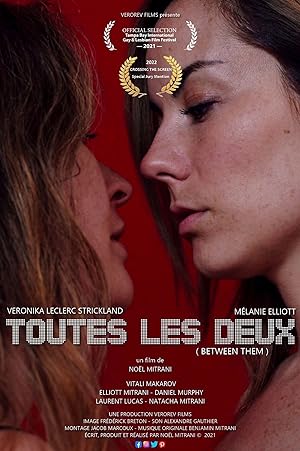 VEROREV FILMS présente
OFFICIAL SELECTION
Tampa Bay International
Gay & Lesbian Film Festival
- 2021 -
2022
CROSSING THE SCREEN
Special Jury Mention
VERONIKA LECLERC STRICKLAND
MÉLANIE ELLIOTT
TOUTES LES DEUX
( BETWEEN THEM )
un film de
NOËL MITRANI
VITALI MAKAROV
ELLIOTT MITRANI - DANIEL MURPHY
LAURENT LUCAS - NATACHA MITRANI
UNE PRODUCTION VEROREV FILMS
IMAGE FRÉDÉRICK BRETON - SON ALEXANDRE GAUTHIER
MONTAGE JACOB MARCOUX - MUSIQUE ORIGINALE BENJAMIN MITRANI
ÉCRIT, PRODUIT ET RÉALISÉ PAR NOËL MITRANI © 2021